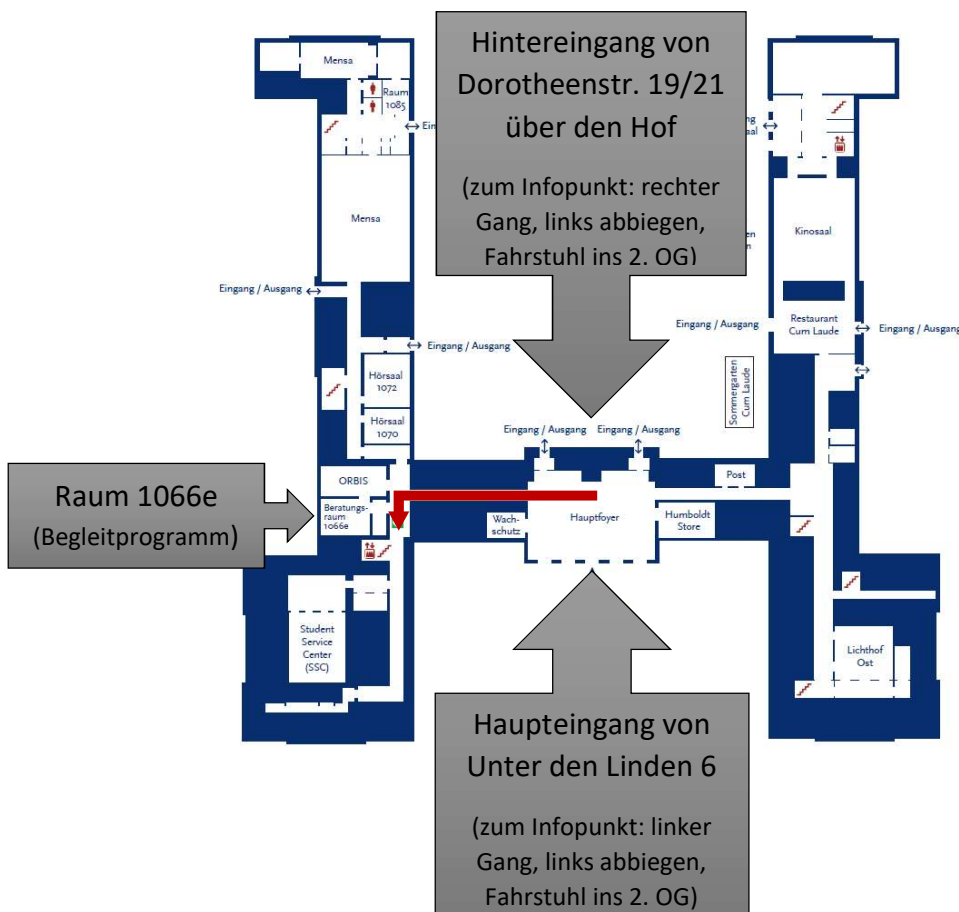 Hintereingang von
Dorotheenstr. 19/21
über den Hof
(zum Infopunkt: rechter
Gang, links abbiegen,
Fahrstuhl ins 2. OG)
Mensa
Raum
1085
Mensa
Eingang / Ausgang
Eingang / Ausgang
Hörsaal
1072
Hörsaal
1070
Kinosaal
Restaurant
Cum Laude
Eingang / Ausgang
Eingang / Ausgang
Sommergarten
Cum Laude
Eingang / Ausgang
Eingang / Ausgang
Raum 1066e
(Begleitprogramm)
ORBIS
Beratungs-
raum
1066e
Wach-
schutz
Hauptfoyer
Humboldt
Store
Post
Student
Service
Center
(SSC)
Lichthof
Ost
Haupteingang von
Unter den Linden 6
(zum Infopunkt: linker
Gang, links abbiegen,
Fahrstuhl ins 2. OG)